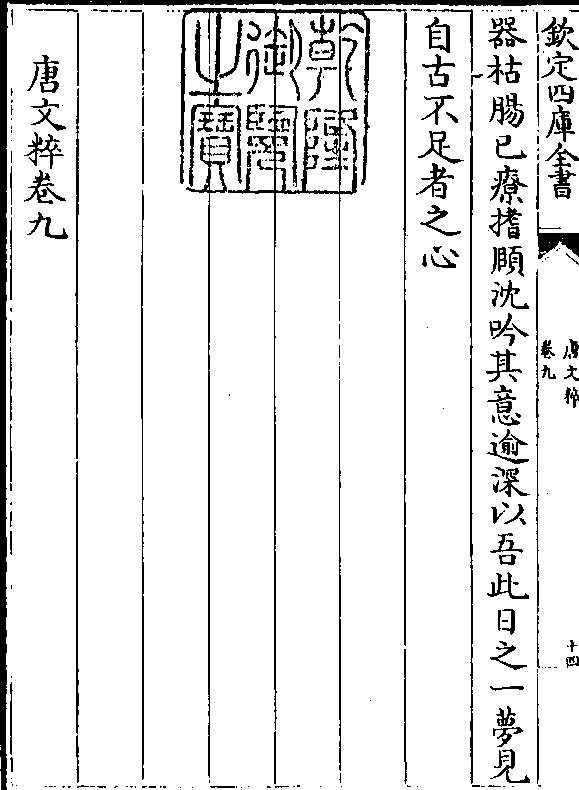 欽定四庫全書
唐文粹
卷九
十四
器枯腸已療搘頤沈吟其意逾深以吾此日之一夢見
自古不足者之心
乾隆御覽之寶
唐文粹卷九